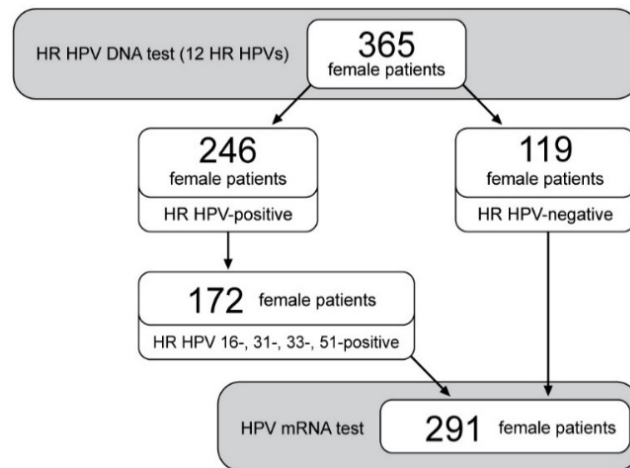 HR HPV DNA test (12 HR HPVs)
365
female patients
246
female patients
HR HPV-positive
119
female patients
HR HPV-negative
172 female patients
HR HPV 16-, 31-, 33-, 51-positive
HPV mRNA test
291 female patients